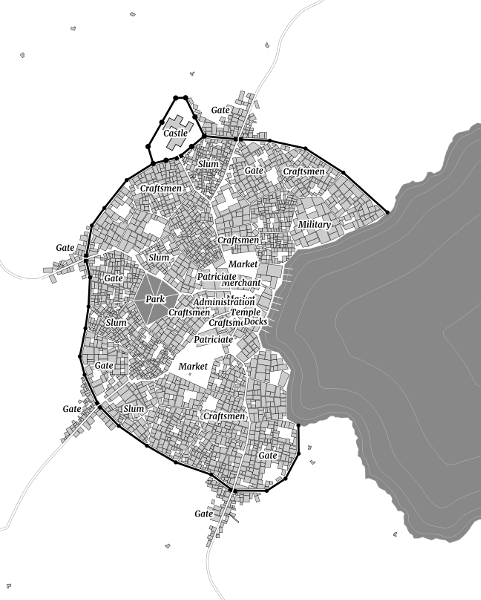 Gate
Castle
Slum
Gate
Craftsmen
Craftsmen
Military
Craftsmen
Gate
Slum
Market
Gate
Patriciate
Merchant
Park
Administration
Craftsmen
Temple
Slum
Craftsmen
Docks
Patriciate
Gate
Market
Gate
Slum
Craftsmen
Gate
Gate